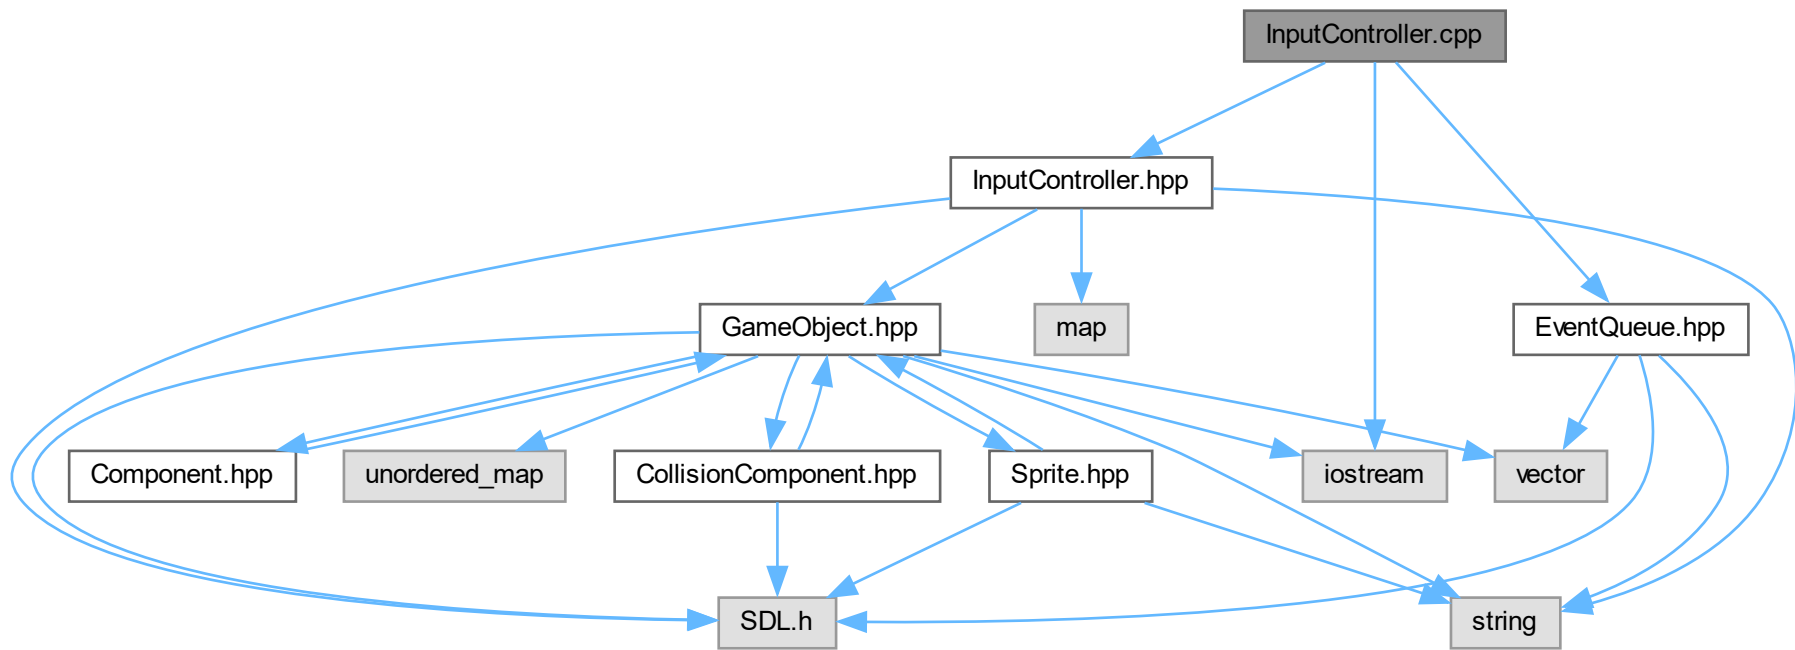 InputController.cpp
InputController.hpp
GameObject.hpp
map
EventQueue.hpp
Component.hpp
unordered_map
CollisionComponent.hpp
Sprite.hpp
iostream
vector
SDL.h
string